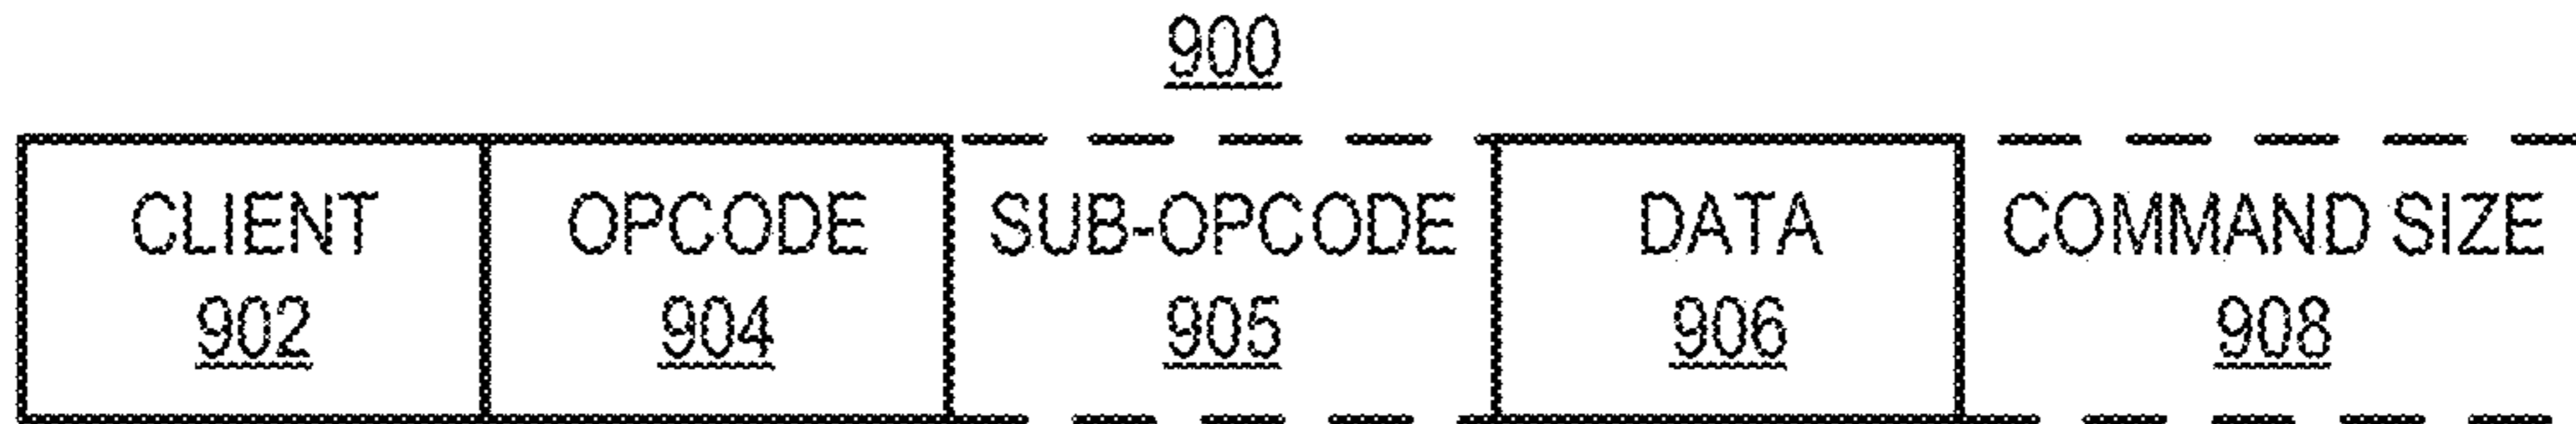 900
CLIENT OPCODE SUB-OPCODE DATA COMMAND SIZE
902 904 905 906 908